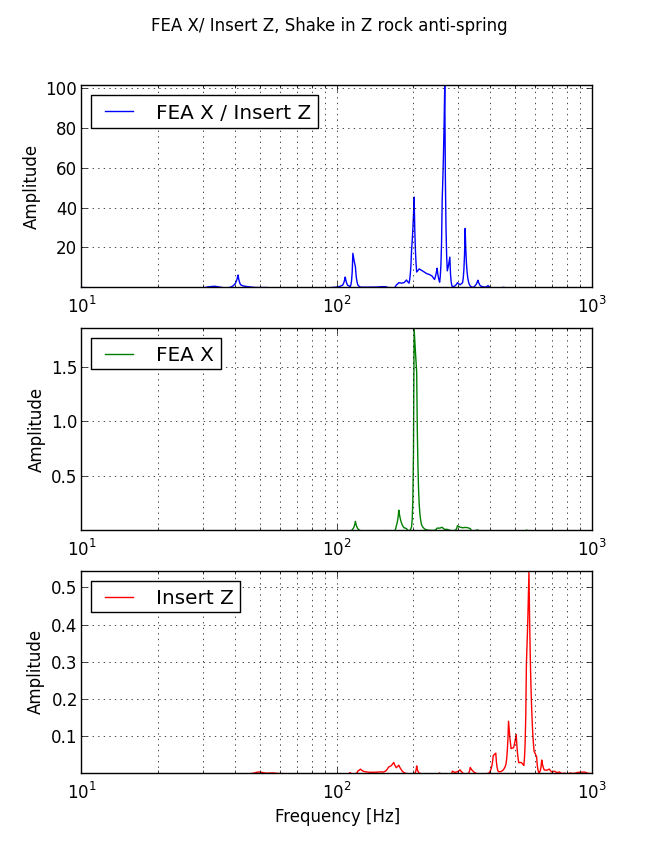 FEA X/ Insert Z, Shake in Z rock anti-spring
100
80
60
40
20
Amplitude
FEA X / Insert Z
10¹ 10² 10³
1.5
1.0
0.5
Amplitude
FEA X
10¹ 10² 10³
0.5
0.4
0.3
0.2
0.1
Amplitude
Insert Z
10¹ 10² 10³
Frequency [Hz]